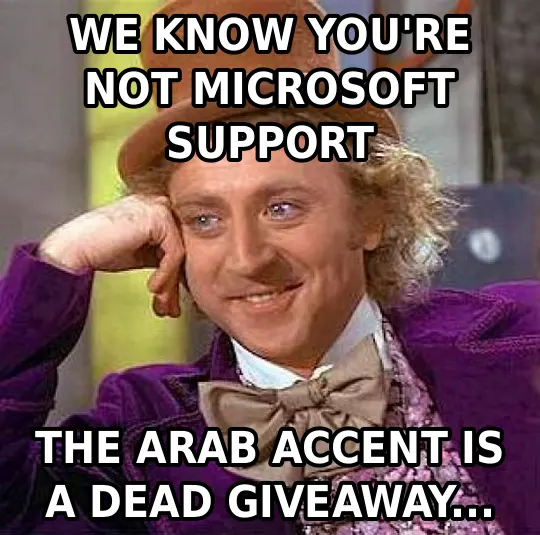 WE KNOW YOU'RE
NOT MICROSOFT
SUPPORT
THE ARAB ACCENT IS
A DEAD GIVEAWAY...